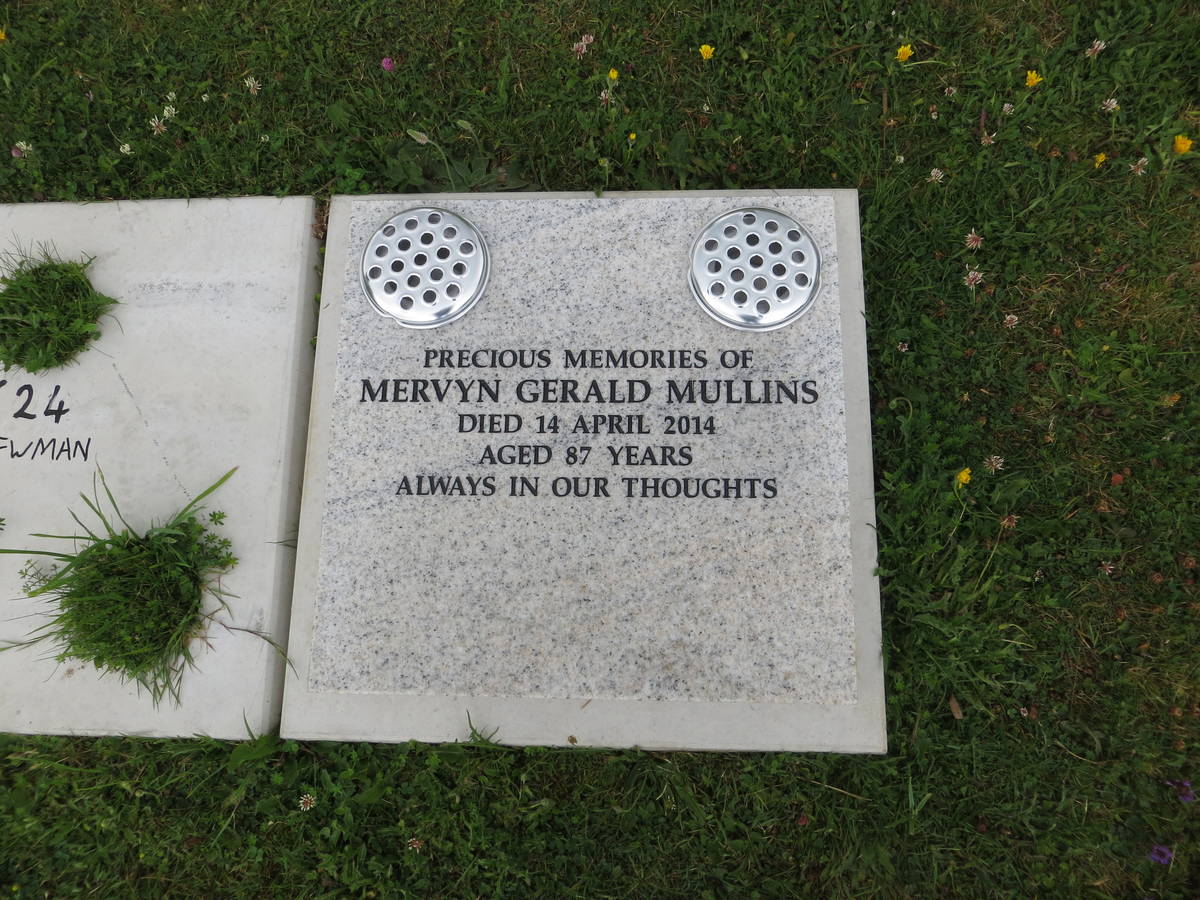 PRECIOUS MEMORIES OF
MERVYN GERALD MULLINS
DIED 14 APRIL 2014
AGED 87 YEARS
ALWAYS IN OUR THOUGHTS
24